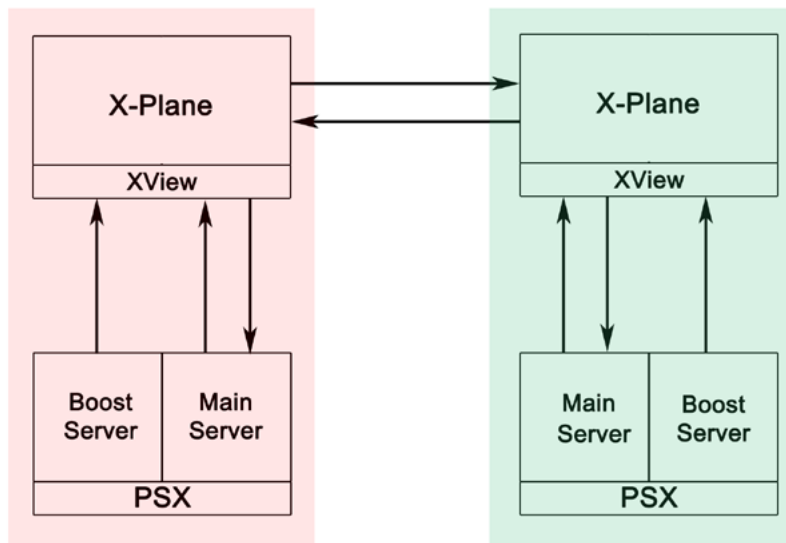 X-Plane
XView
Boost
Server
Main
Server
PSX
X-Plane
XView
Main
Server
Boost
Server
PSX